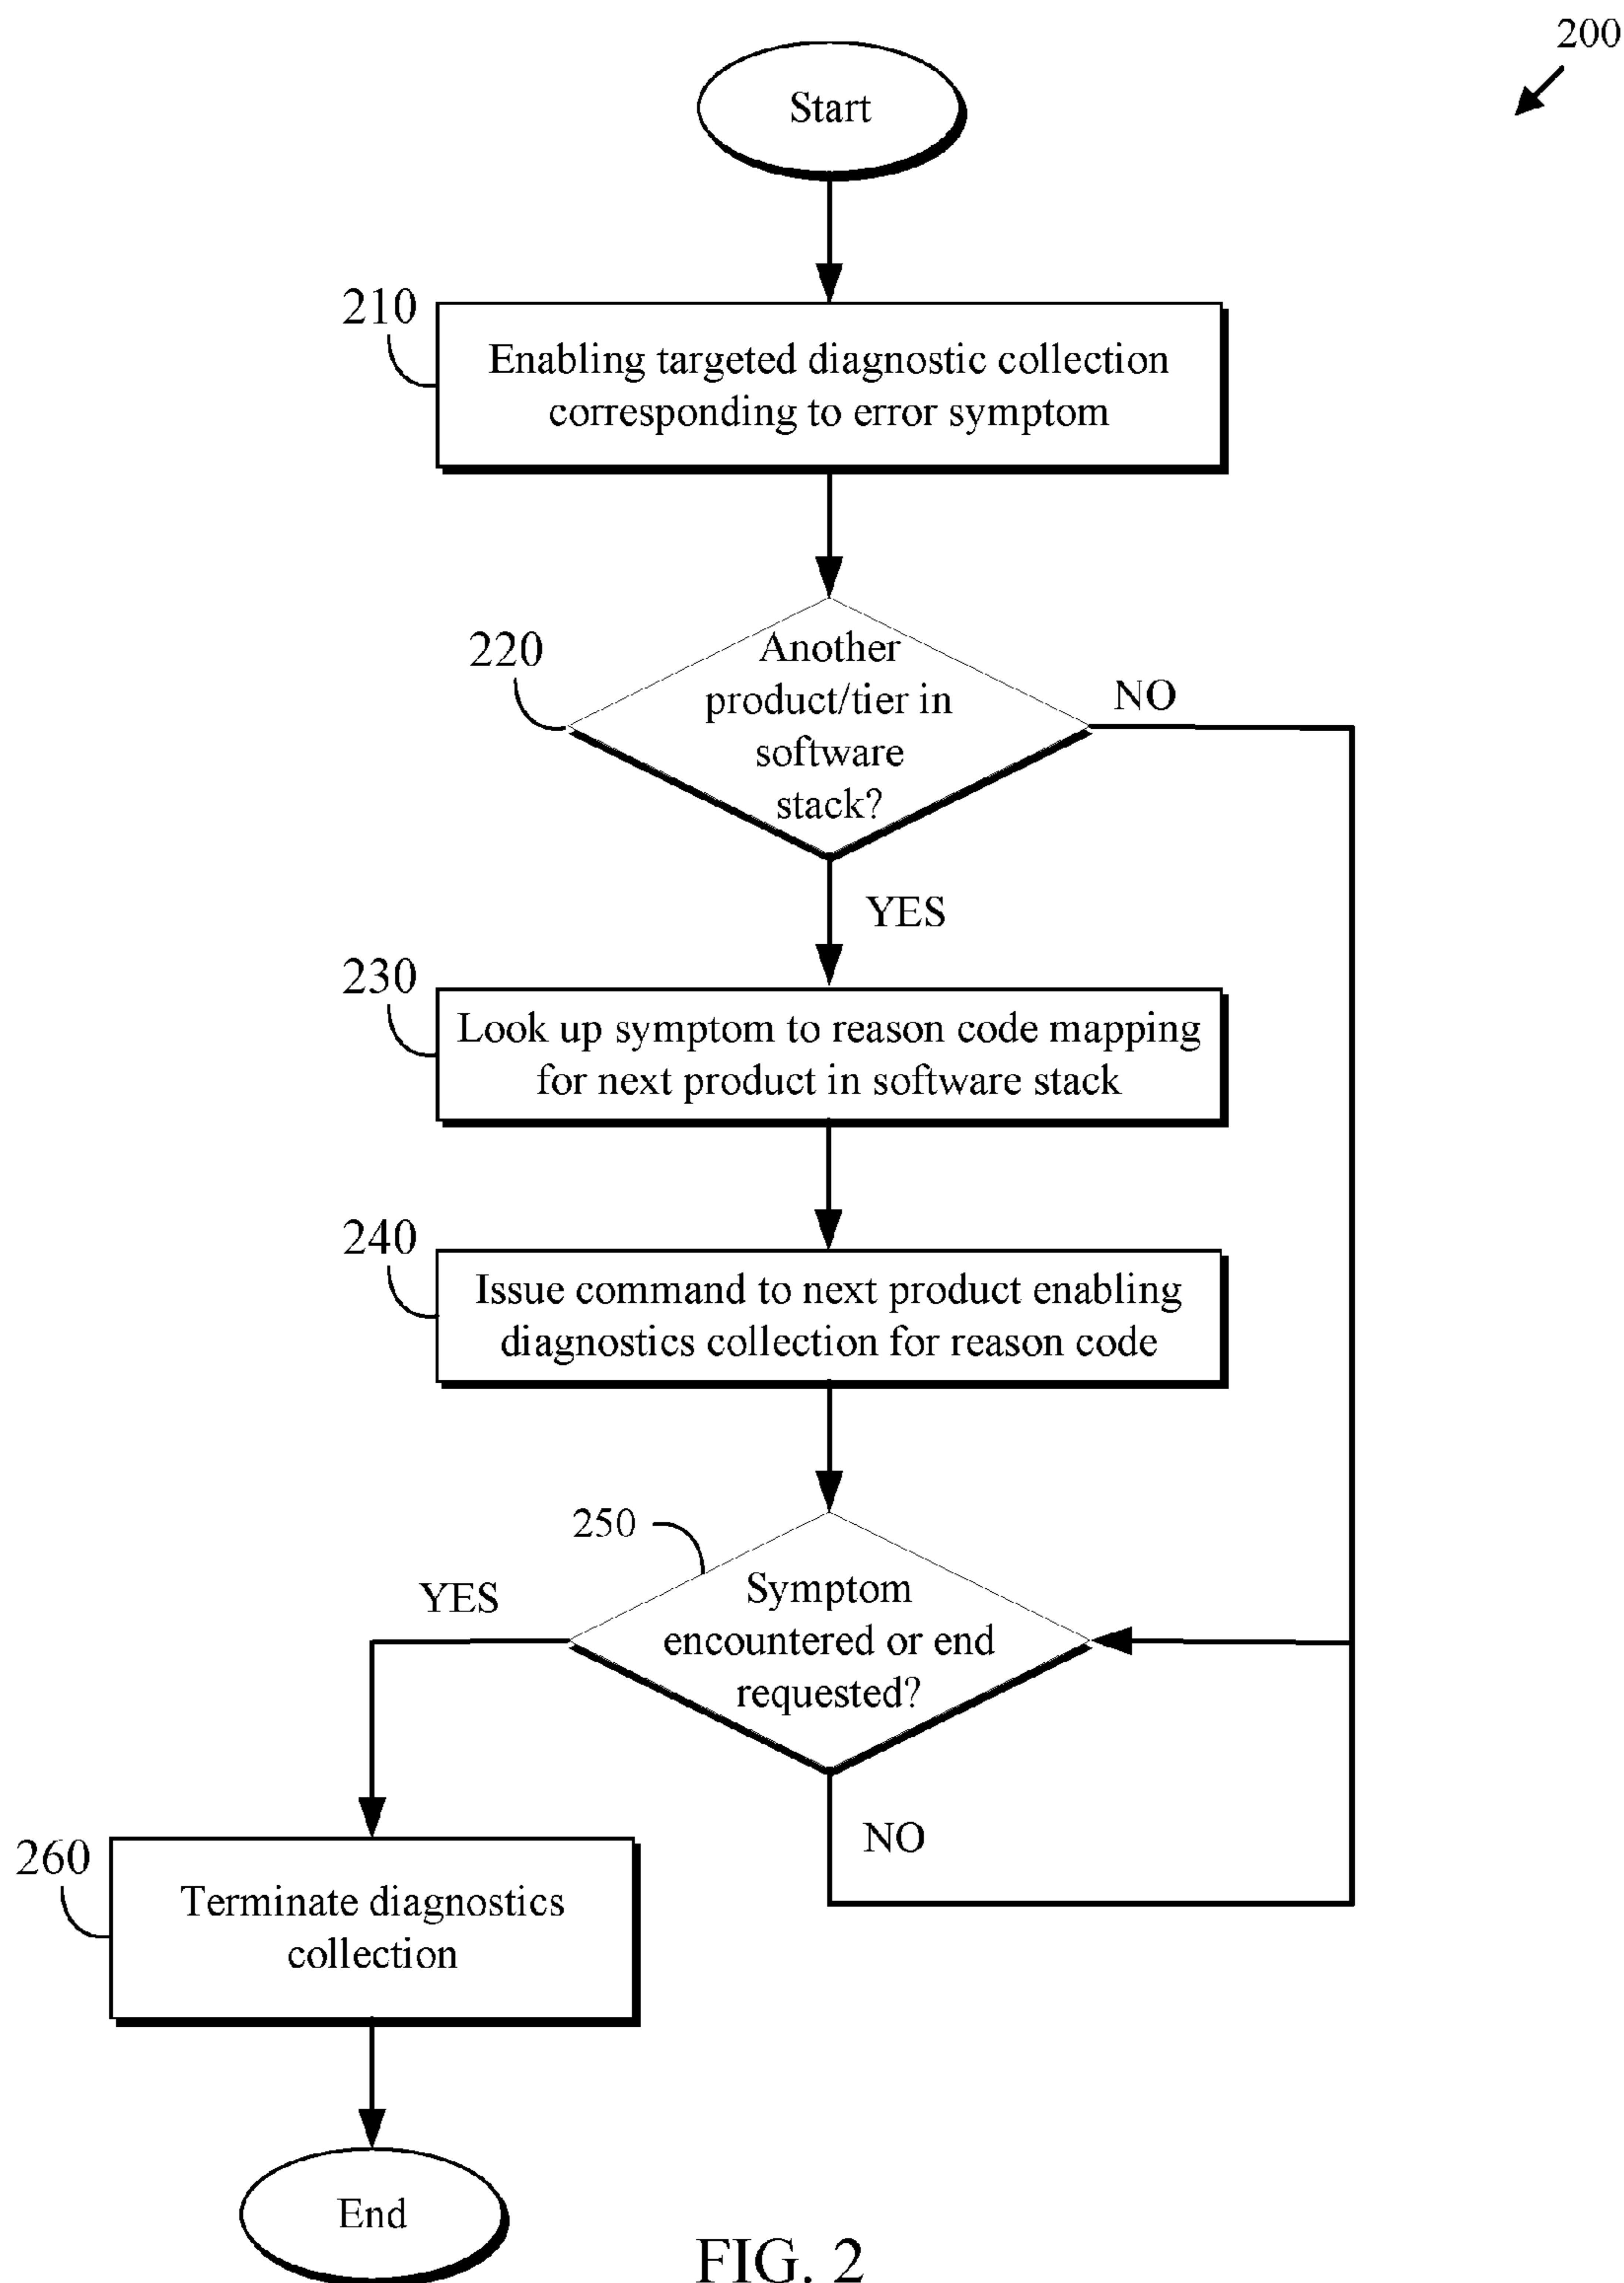 200
Start
210
Enabling targeted diagnostic collection
corresponding to error symptom
220
Another
product/tier in
software
stack?
NO
YES
230
Look up symptom to reason code mapping
for next product in software stack
240
Issue command to next product enabling
diagnostics collection for reason code
250
Symptom
encountered or end
requested?
YES
NO
260
Terminate diagnostics
collection
End
FIG. 2